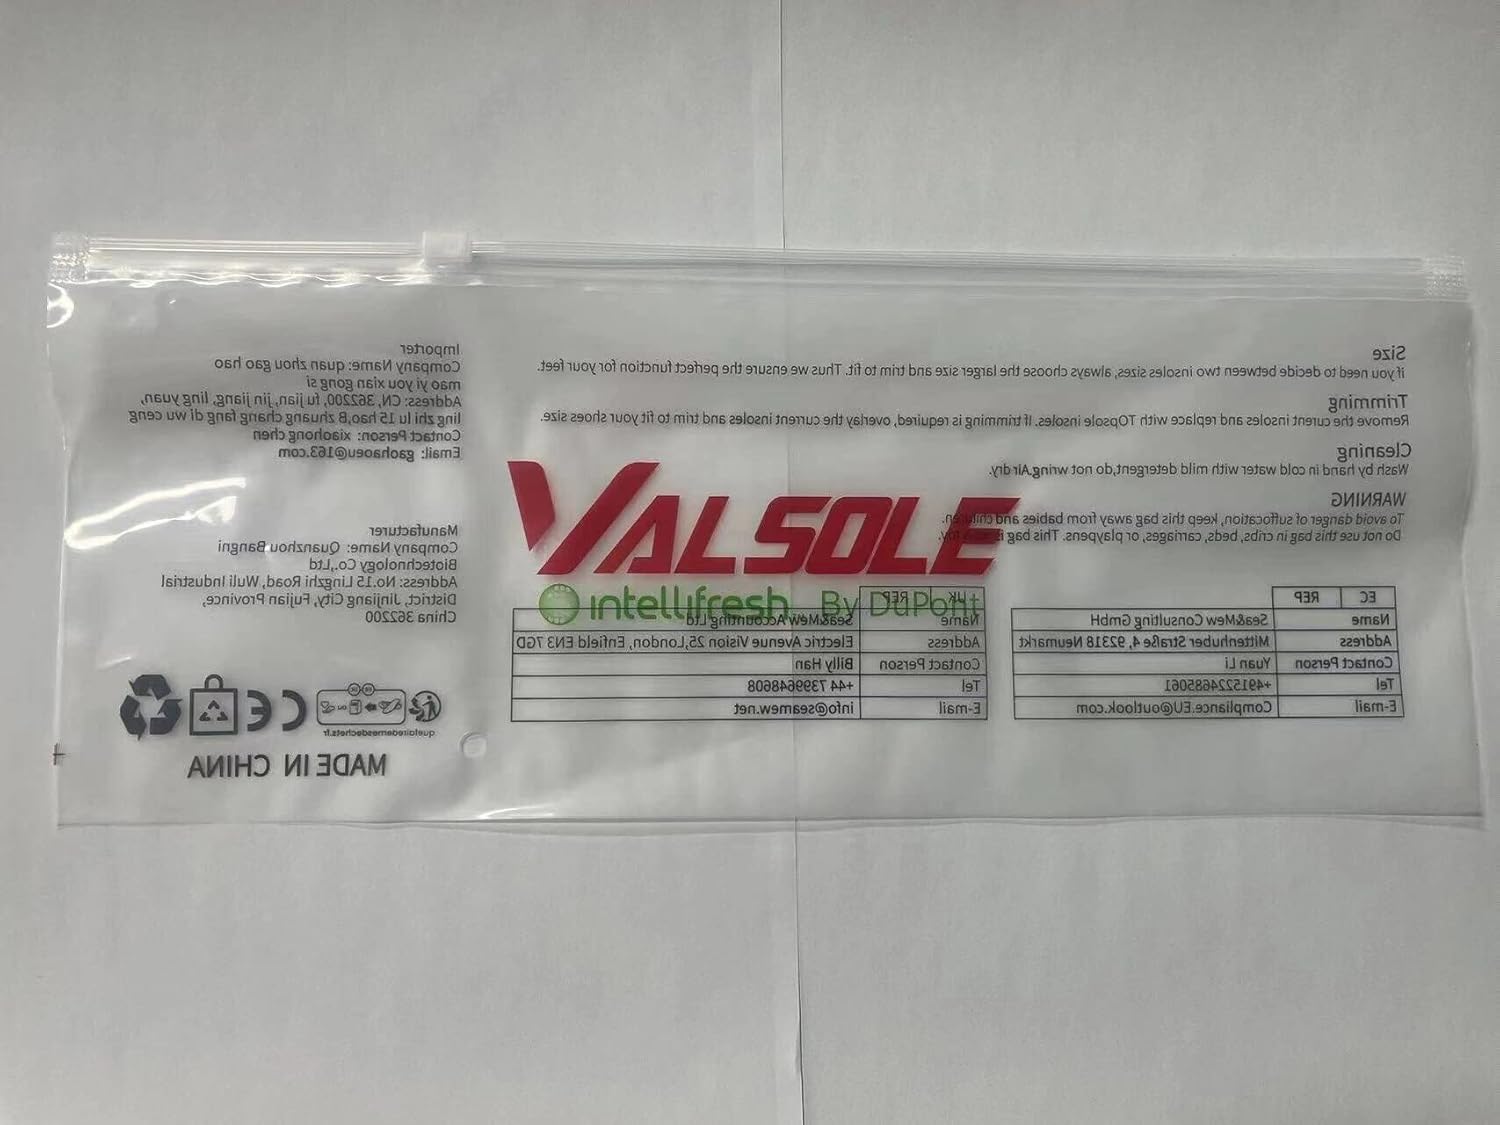 VALSOLE
intellifresh By DuPont
Size
if you need to decide between two insoles sizes, always choose the larger size and trim to fit. Thus we ensure the perfect function for your feet.
Trimming
Remove the current insoles and replace with TOpsole insoles. If trimming is required, overlay the current insoles and trim to fit your shoes size.
Cleaning
Wash by hand in cold water with mild detergent,do not wring.Air dry.
WARNING
To avoid danger of suffocation, keep this bag away from babies and children.
Do not use this bag in cribs, beds, carriages, or playpens. This bag is not a toy.
EC REP
Name Sea&Mew Consulting GmbH
Address Mittenhuber Straße 4, 92318 Neumarkt
Contact Person Yuan Li
Tel +4915224685061
E-mail Compliance.EU@outlook.com
UK REP
Name Sea&Mew Accounting Ltd
Address Electric Avenue Vision 25,London, Enfield EN3 7GD
Contact Person Billy Han
Tel +44 7399648608
E-mail info@seamew.net
Importer
Company Name: quan zhou gao hao
mao yi you xian gong si
Address: CN, 362200, fu jian, jin jiang, ling yuan,
ling zhi lu 15 hao,B zhuang chang fang di wu ceng
Contact Person: xiaohong chen
Email: gaohaoeu@163.com
Manufacturer
Company Name: Quanzhou Bangni
Biotechnology Co.,Ltd
Address: No.15 Lingzhi Road, Wuli Industrial
District, Jinjiang City, Fujian Province,
China 362200
CE
quefairedemesdechets.fr
MADE IN CHINA